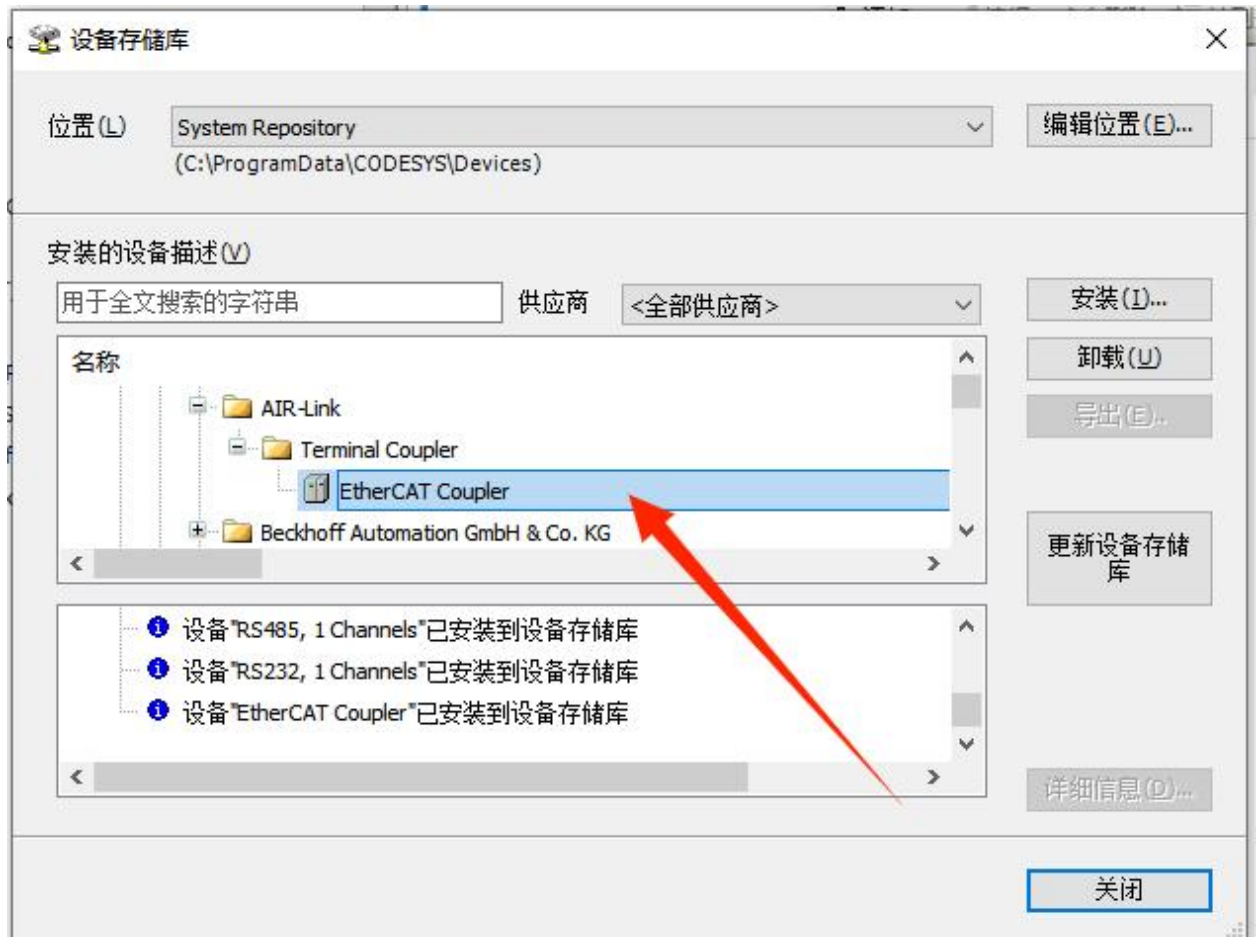 设备存储库
位置(L)
System Repository
编辑位置(E)...
(C:\ProgramData\CODESYS\Devices)
安装的设备描述(V)
用于全文搜索的字符串
供应商
<全部供应商>
安装(I)...
名称
卸载(U)
AIR-Link
导出(E)..
Terminal Coupler
EtherCAT Coupler
Beckhoff Automation GmbH & Co. KG
更新设备存储
库
设备"RS485, 1 Channels"已安装到设备存储库
设备"RS232, 1 Channels"已安装到设备存储库
设备"EtherCAT Coupler"已安装到设备存储库
详细信息(D)...
关闭